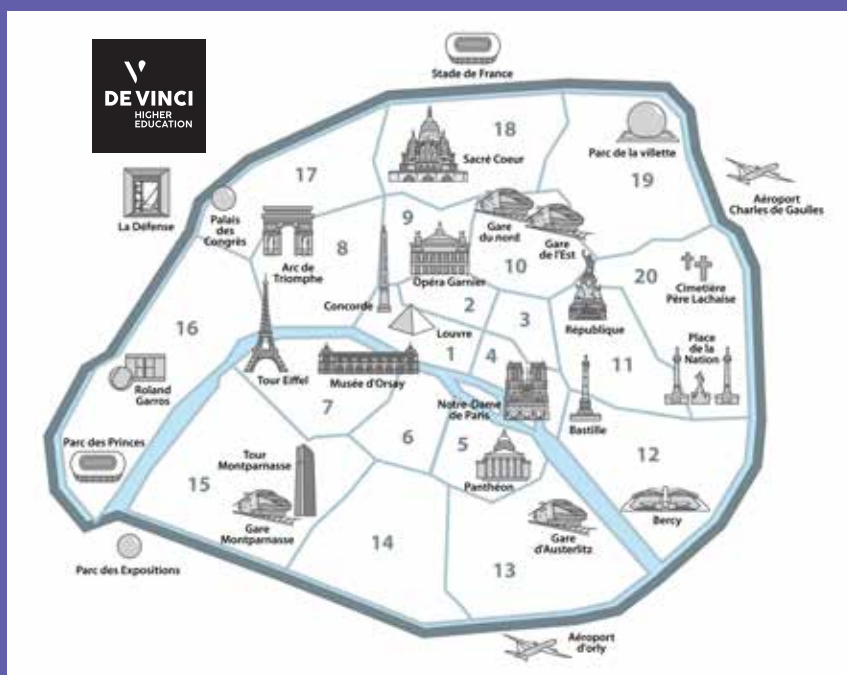 DE VINCI
HIGHER
EDUCATION
Stade de France
18
Sacré Coeur
Parc de la villette
19
17
Aéroport
Charles de Gaulles
La Défense
Palais
des
Congrès
9
Gare
du nord
Gare
de l'Est
8
Arc de
Triomphe
Opéra Garnier
10
20
Cimetière
Père Lachaise
Concorde
2
3
République
16
Louvre
Place
de la
Nation
1
4
11
Tour Eiffel
Musée d'Orsay
Roland
Garros
7
Notre-Dame
de Paris
Bastille
6
5
Parc des Princes
Tour
Montparnasse
12
15
Panthéon
Gare
Montparnasse
Bercy
14
Gare
d'Austerlitz
Parc des Expositions
13
Aéroport
d'orly